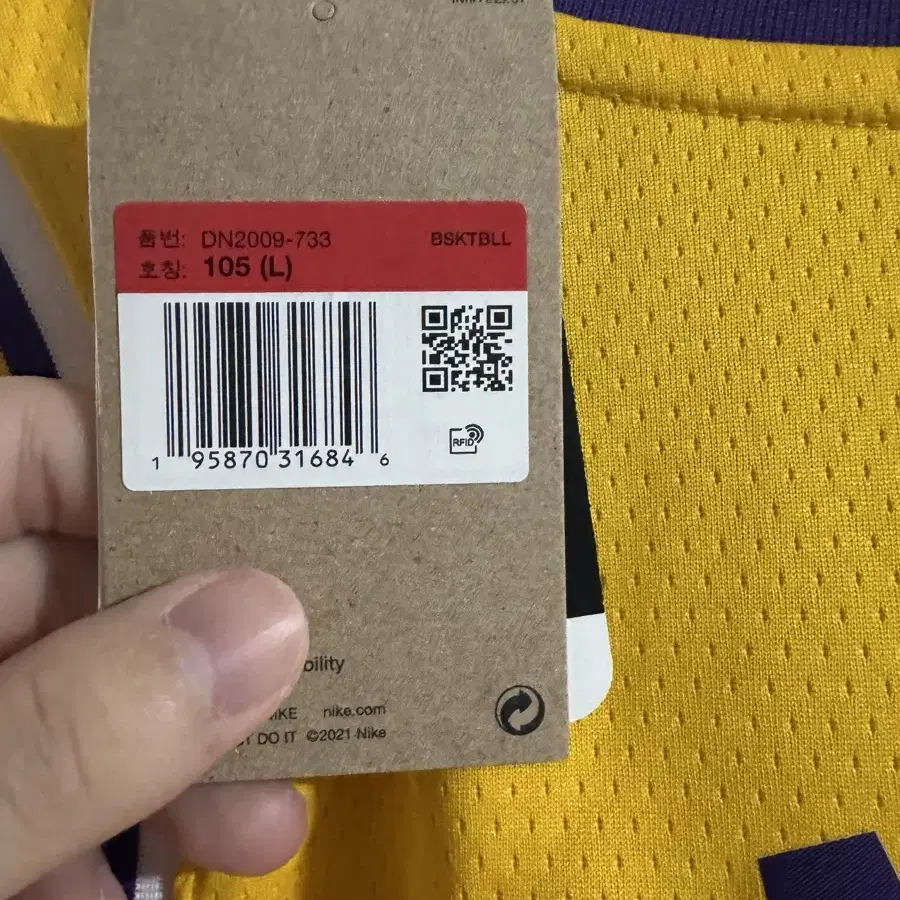 품번: DN2009-733 BSKTBLL
호칭: 105 (L)
1 95870 31684 6
RFID
NIKE nike.com
DO IT ©2021 Nike